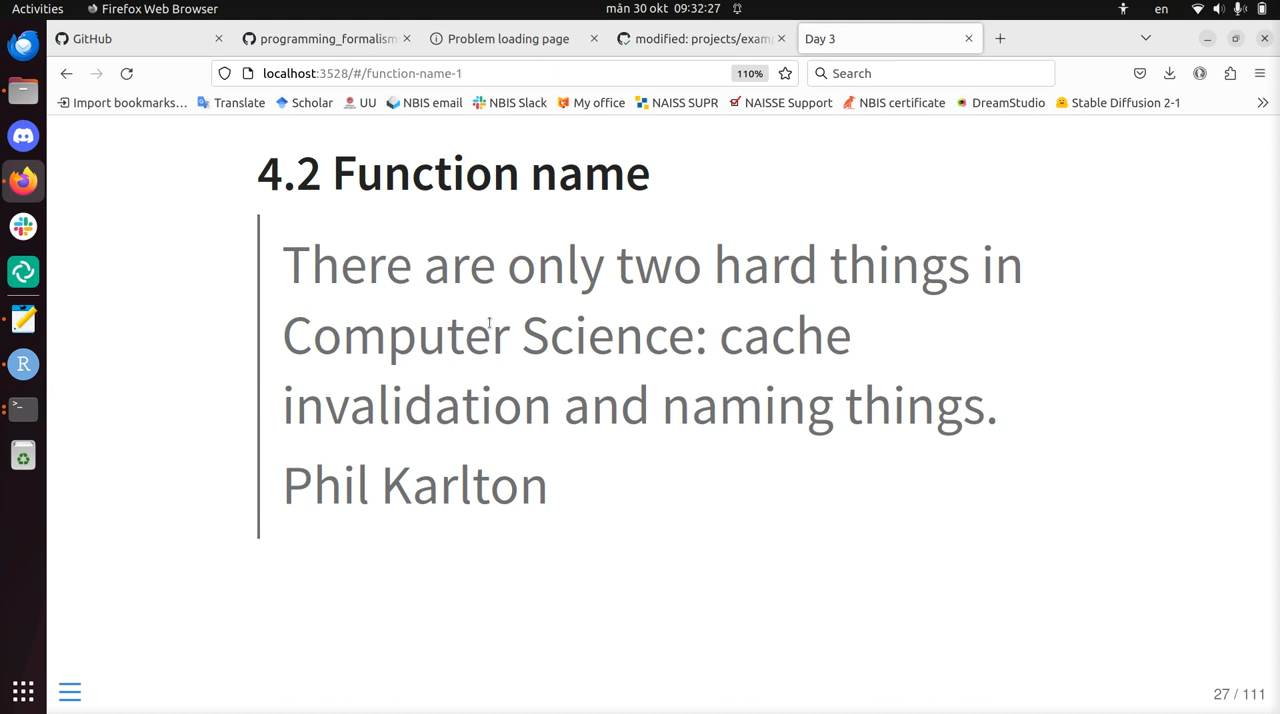 Activities
Firefox Web Browser
mån 30 okt 09:32:27
en
GitHub
programming_formalism
Problem loading page
modified: projects/exam
Day 3
localhost:3528/#/function-name-1
110%
Search
Import bookmarks...
Translate
Scholar
UU
NBIS email
NBIS Slack
My office
NAISS SUPR
NAISSE Support
NBIS certificate
DreamStudio
Stable Diffusion 2-1
4.2 Function name
There are only two hard things in
Computer Science: cache
invalidation and naming things.
Phil Karlton
27 / 111